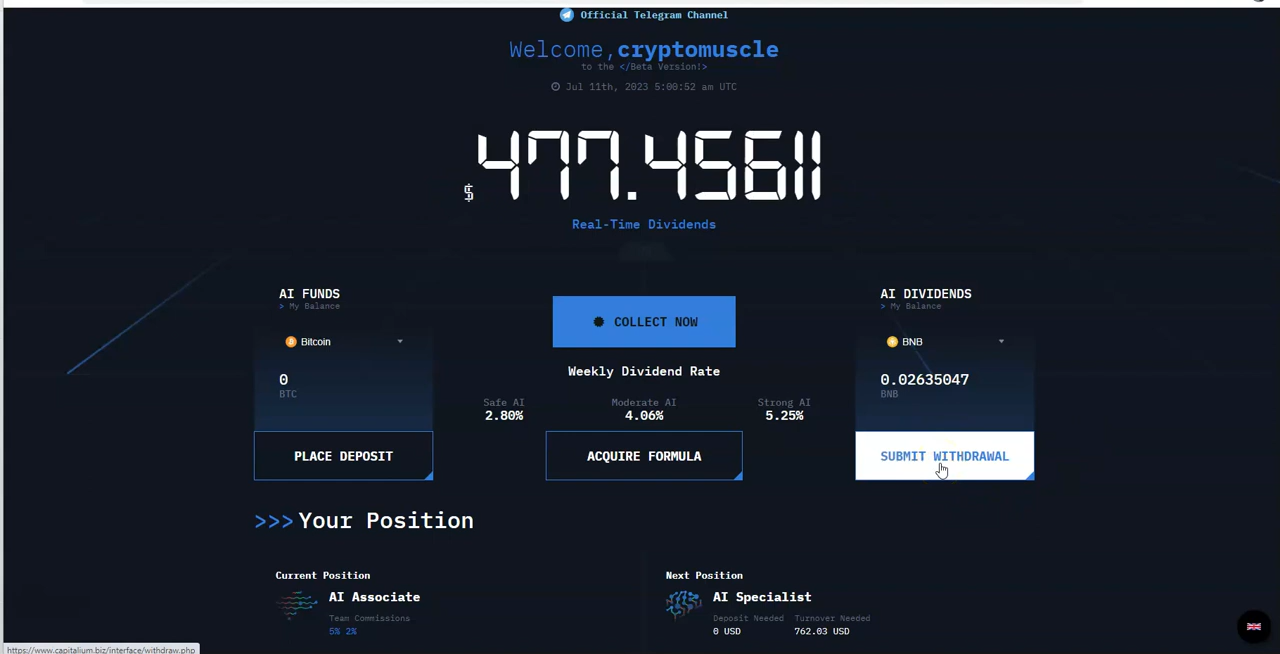 Official Telegram Channel
Welcome,cryptomuscle
to the </Beta Version!>
Jul 11th, 2023 5:00:52 am UTC
$ 477.45611
Real-Time Dividends
AI FUNDS
> My Balance
Bitcoin
0
BTC
PLACE DEPOSIT
COLLECT NOW
Weekly Dividend Rate
Safe AI
2.80%
Moderate AI
4.06%
Strong AI
5.25%
ACQUIRE FORMULA
AI DIVIDENDS
> My Balance
BNB
0.02635047
BNB
SUBMIT WITHDRAWAL
>>> Your Position
Current Position
AI Associate
Team Commissions
5% 2%
Next Position
AI Specialist
Deposit Needed
0 USD
Turnover Needed
762.03 USD
https://www.capitalium.biz/interface/withdraw.php